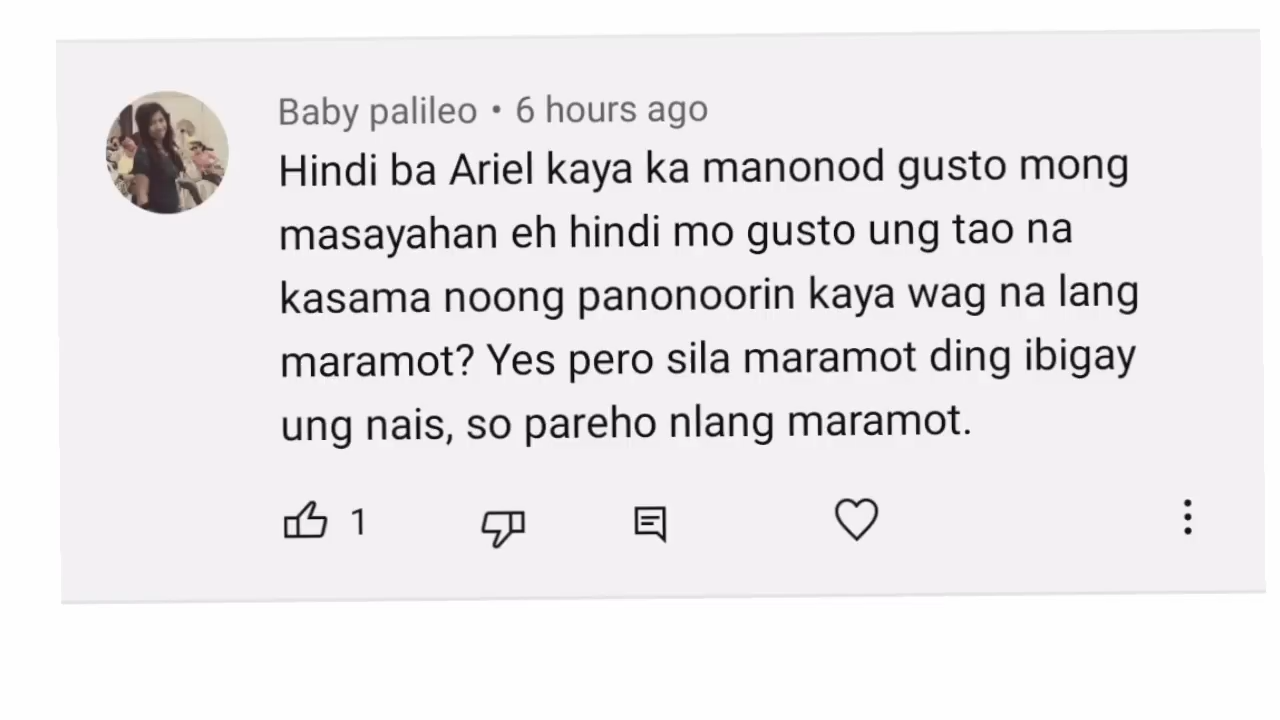 Baby palileo • 6 hours ago
Hindi ba Ariel kaya ka manonod gusto mong
masayahan eh hindi mo gusto ung tao na
kasama noong panonoorin kaya wag na lang
maramot? Yes pero sila maramot ding ibigay
ung nais, so pareho nlang maramot.
1